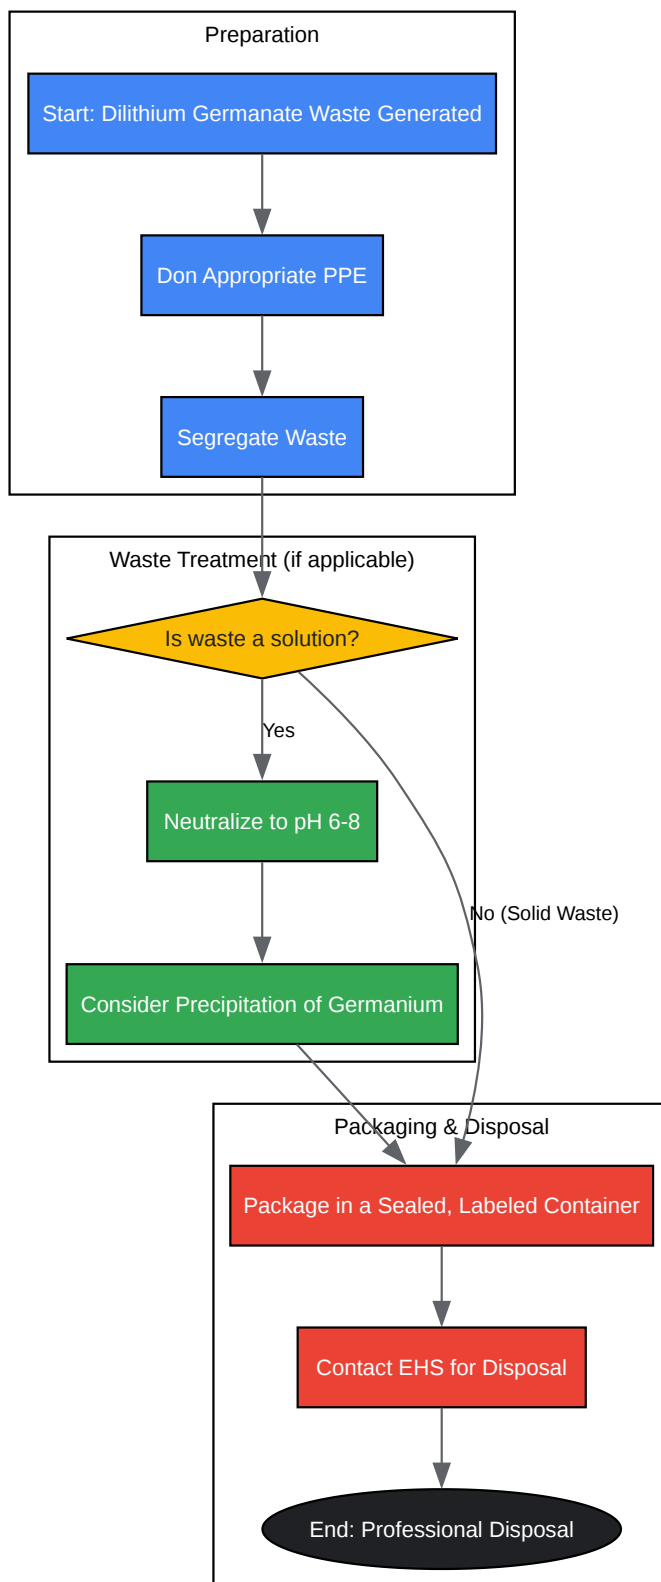 Preparation
Start: Dilithium Germanate Waste Generated
Don Appropriate PPE
Segregate Waste
Waste Treatment (if applicable)
Is waste a solution?
Yes
Neutralize to pH 6-8
No (Solid Waste)
Consider Precipitation of Germanium
Packaging & Disposal
Package in a Sealed, Labeled Container
Contact EHS for Disposal
End: Professional Disposal